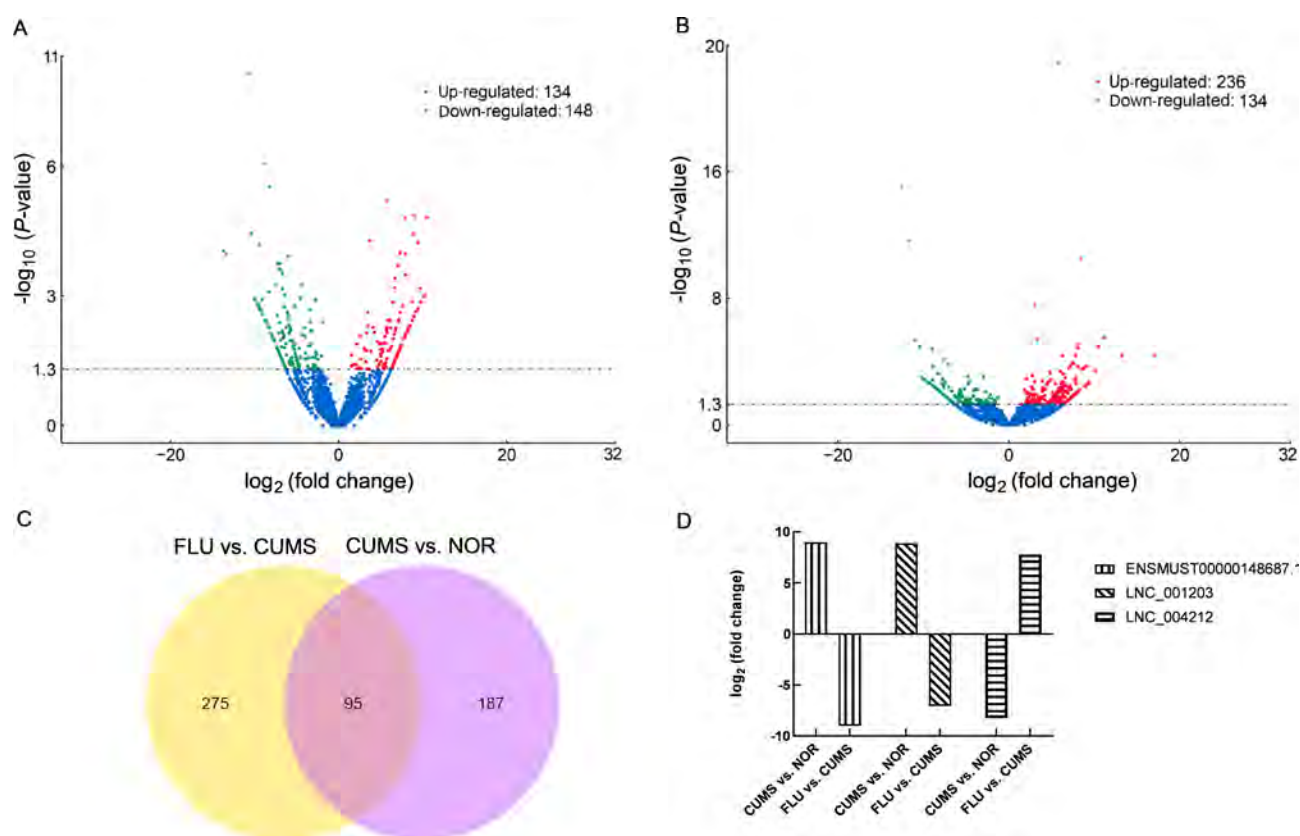 A
11
6
3
1.3
0
-log10 (P-value)
Up-regulated: 134
Down-regulated: 148
−20
0
20
32
log2 (fold change)
B
20
16
8
1.3
0
-log10 (P-value)
Up-regulated: 236
Down-regulated: 134
−20
0
20
32
log2 (fold change)
C
FLU vs. CUMS
CUMS vs. NOR
275
95
187
D
10
5
0
-5
-10
log2 (fold change)
CUMS vs. NOR
FLU vs. CUMS
CUMS vs. NOR
FLU vs. CUMS
CUMS vs. NOR
FLU vs. CUMS
ENSMUST00000148687.1
LNC_001203
LNC_004212